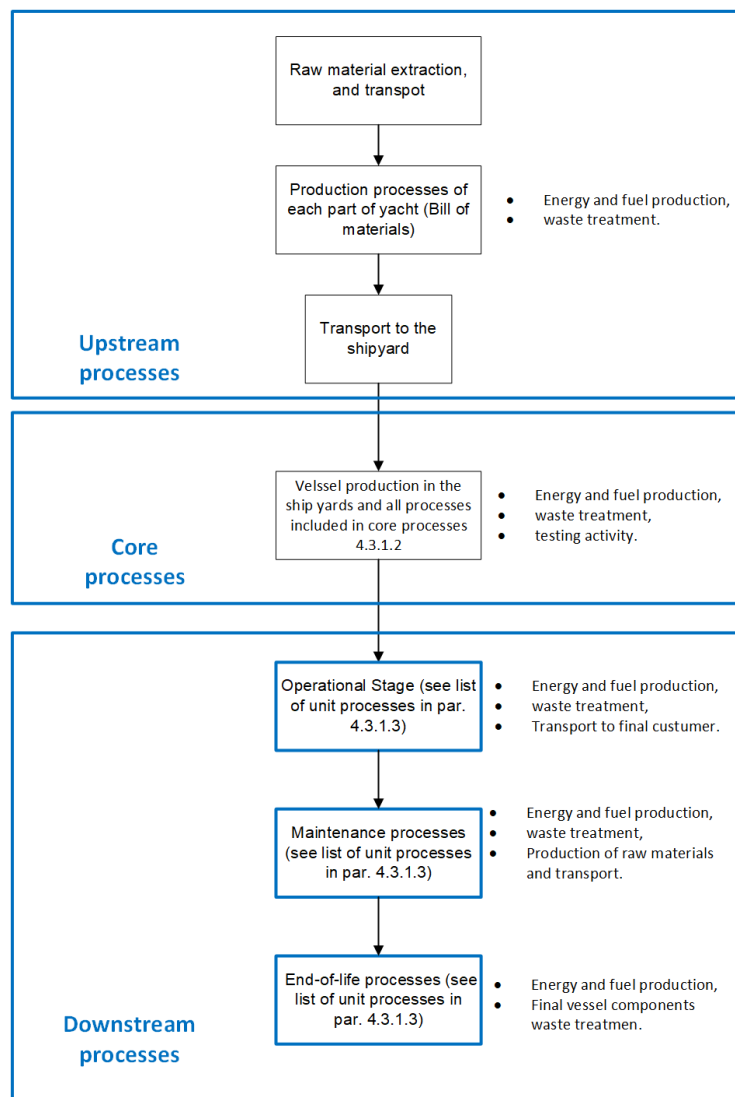 Raw material extraction,
and transpot
Production processes of
each part of yacht (Bill of
materials)
• Energy and fuel production,
• waste treatment.
Transport to the
shipyard
Upstream
processes
Velssel production in the
ship yards and all processes
included in core processes
4.3.1.2
• Energy and fuel production,
• waste treatment,
• testing activity.
Core
processes
Operational Stage (see list
of unit processes in par.
4.3.1.3)
• Energy and fuel production,
• waste treatment,
• Transport to final custumer.
Maintenance processes
(see list of unit processes
in par. 4.3.1.3)
• Energy and fuel production,
• waste treatment,
• Production of raw materials
and transport.
End-of-life processes (see
list of unit processes in
par. 4.3.1.3)
• Energy and fuel production,
• Final vessel components
waste treatmen.
Downstream
processes